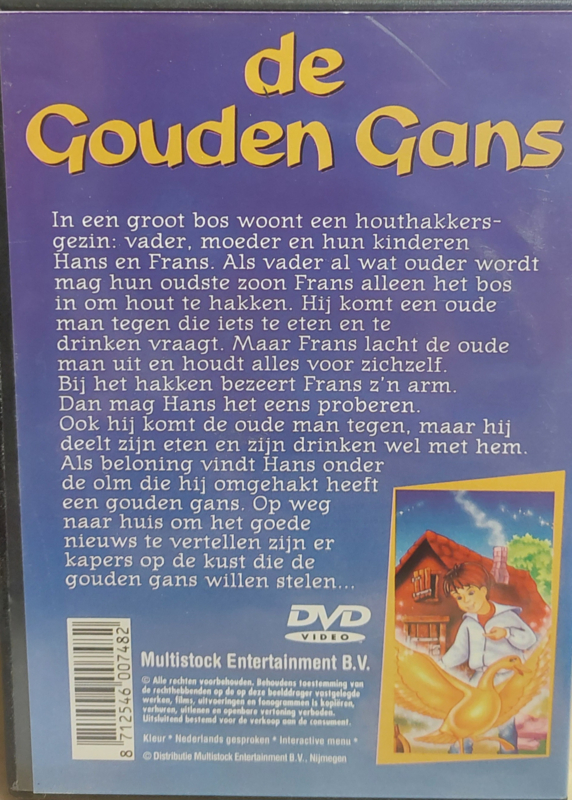 de
Gouden Gans
In een groot bos woont een houthakkers-
gezin: vader, moeder en hun kinderen
Hans en Frans. Als vader al wat ouder wordt
mag hun oudste zoon Frans alleen het bos
in om hout te hakken. Hij komt een oude
man tegen die iets te eten en te
drinken vraagt. Maar Frans lacht de oude
man uit en houdt alles voor zichzelf.
Bij het hakken bezeert Frans z'n arm.
Dan mag Hans het eens proberen.
Ook hij komt de oude man tegen, maar hij
deelt zijn eten en zijn drinken wel met hem.
Als beloning vindt Hans onder
de olm die hij omgehakt heeft
een gouden gans. Op weg
naar huis om het goede
nieuws te vertellen zijn er
kapers op de kust die de
gouden gans willen stelen...
DVD
VIDEO
8 712546 007482
Multistock Entertainment B.V.
© Alle rechten voorbehouden. Behoudens toestemming van
de rechthebbenden op de op deze beelddrager vastgelegde
werken, films, uitvoeringen en fonogrammen is kopiëren,
verhuren, uitlenen en openbare vertoning verboden.
Uitsluitend bestemd voor de verkoop aan de consument.
Kleur * Nederlands gesproken * Interactive menu *
© Distributie Multistock Entertainment B.V., Nijmegen